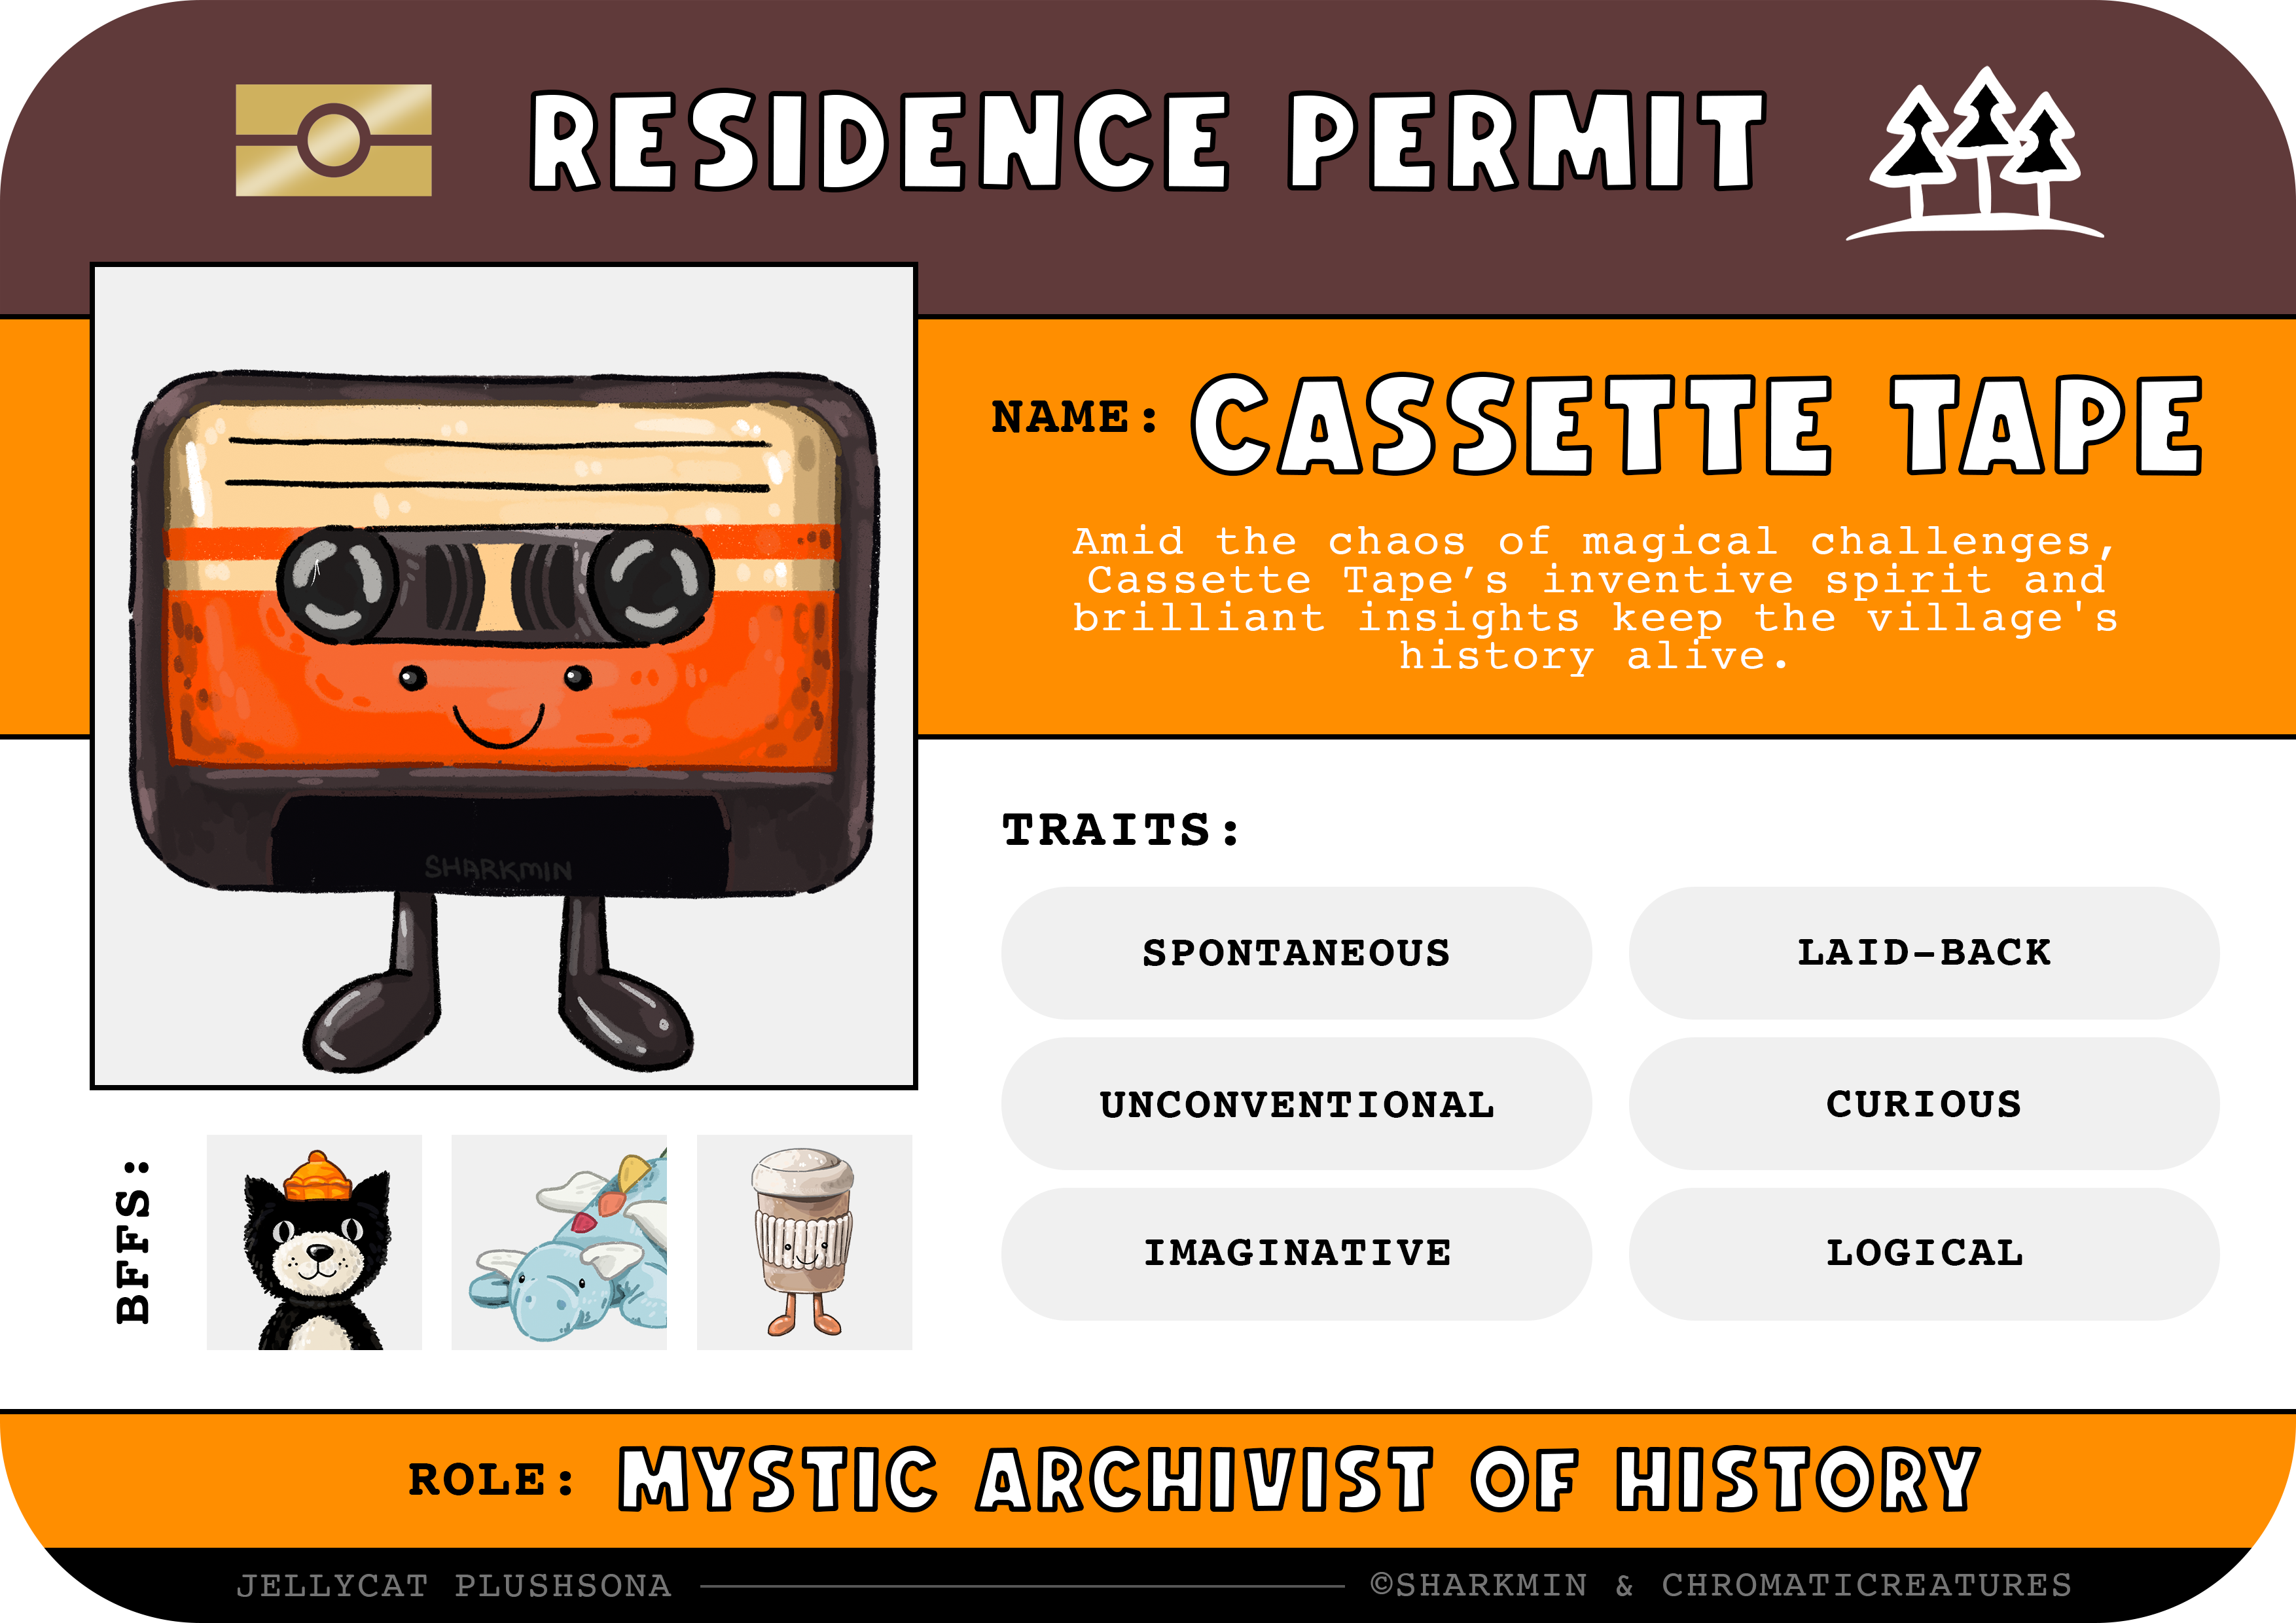 RESIDENCE PERMIT
NAME: CASSETTE TAPE
Amid the chaos of magical challenges,
Cassette Tape’s inventive spirit and
brilliant insights keep the village's
history alive.
SHARKMIN
TRAITS:
SPONTANEOUS
LAID-BACK
UNCONVENTIONAL
CURIOUS
IMAGINATIVE
LOGICAL
BFFS:
ROLE: MYSTIC ARCHIVIST OF HISTORY
JELLYCAT PLUSHSONA
©SHARKMIN & CHROMATICREATURES